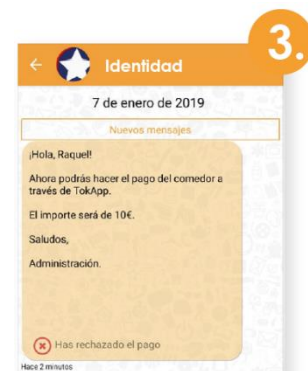 3.
Identidad
7 de enero de 2019
Nuevos mensajes
¡Hola, Raquel!
Ahora podrás hacer el pago del comedor a
través de TokApp.
El importe será de 10€.
Saludos,
Administración.
Has rechazado el pago
Hace 2 minutos